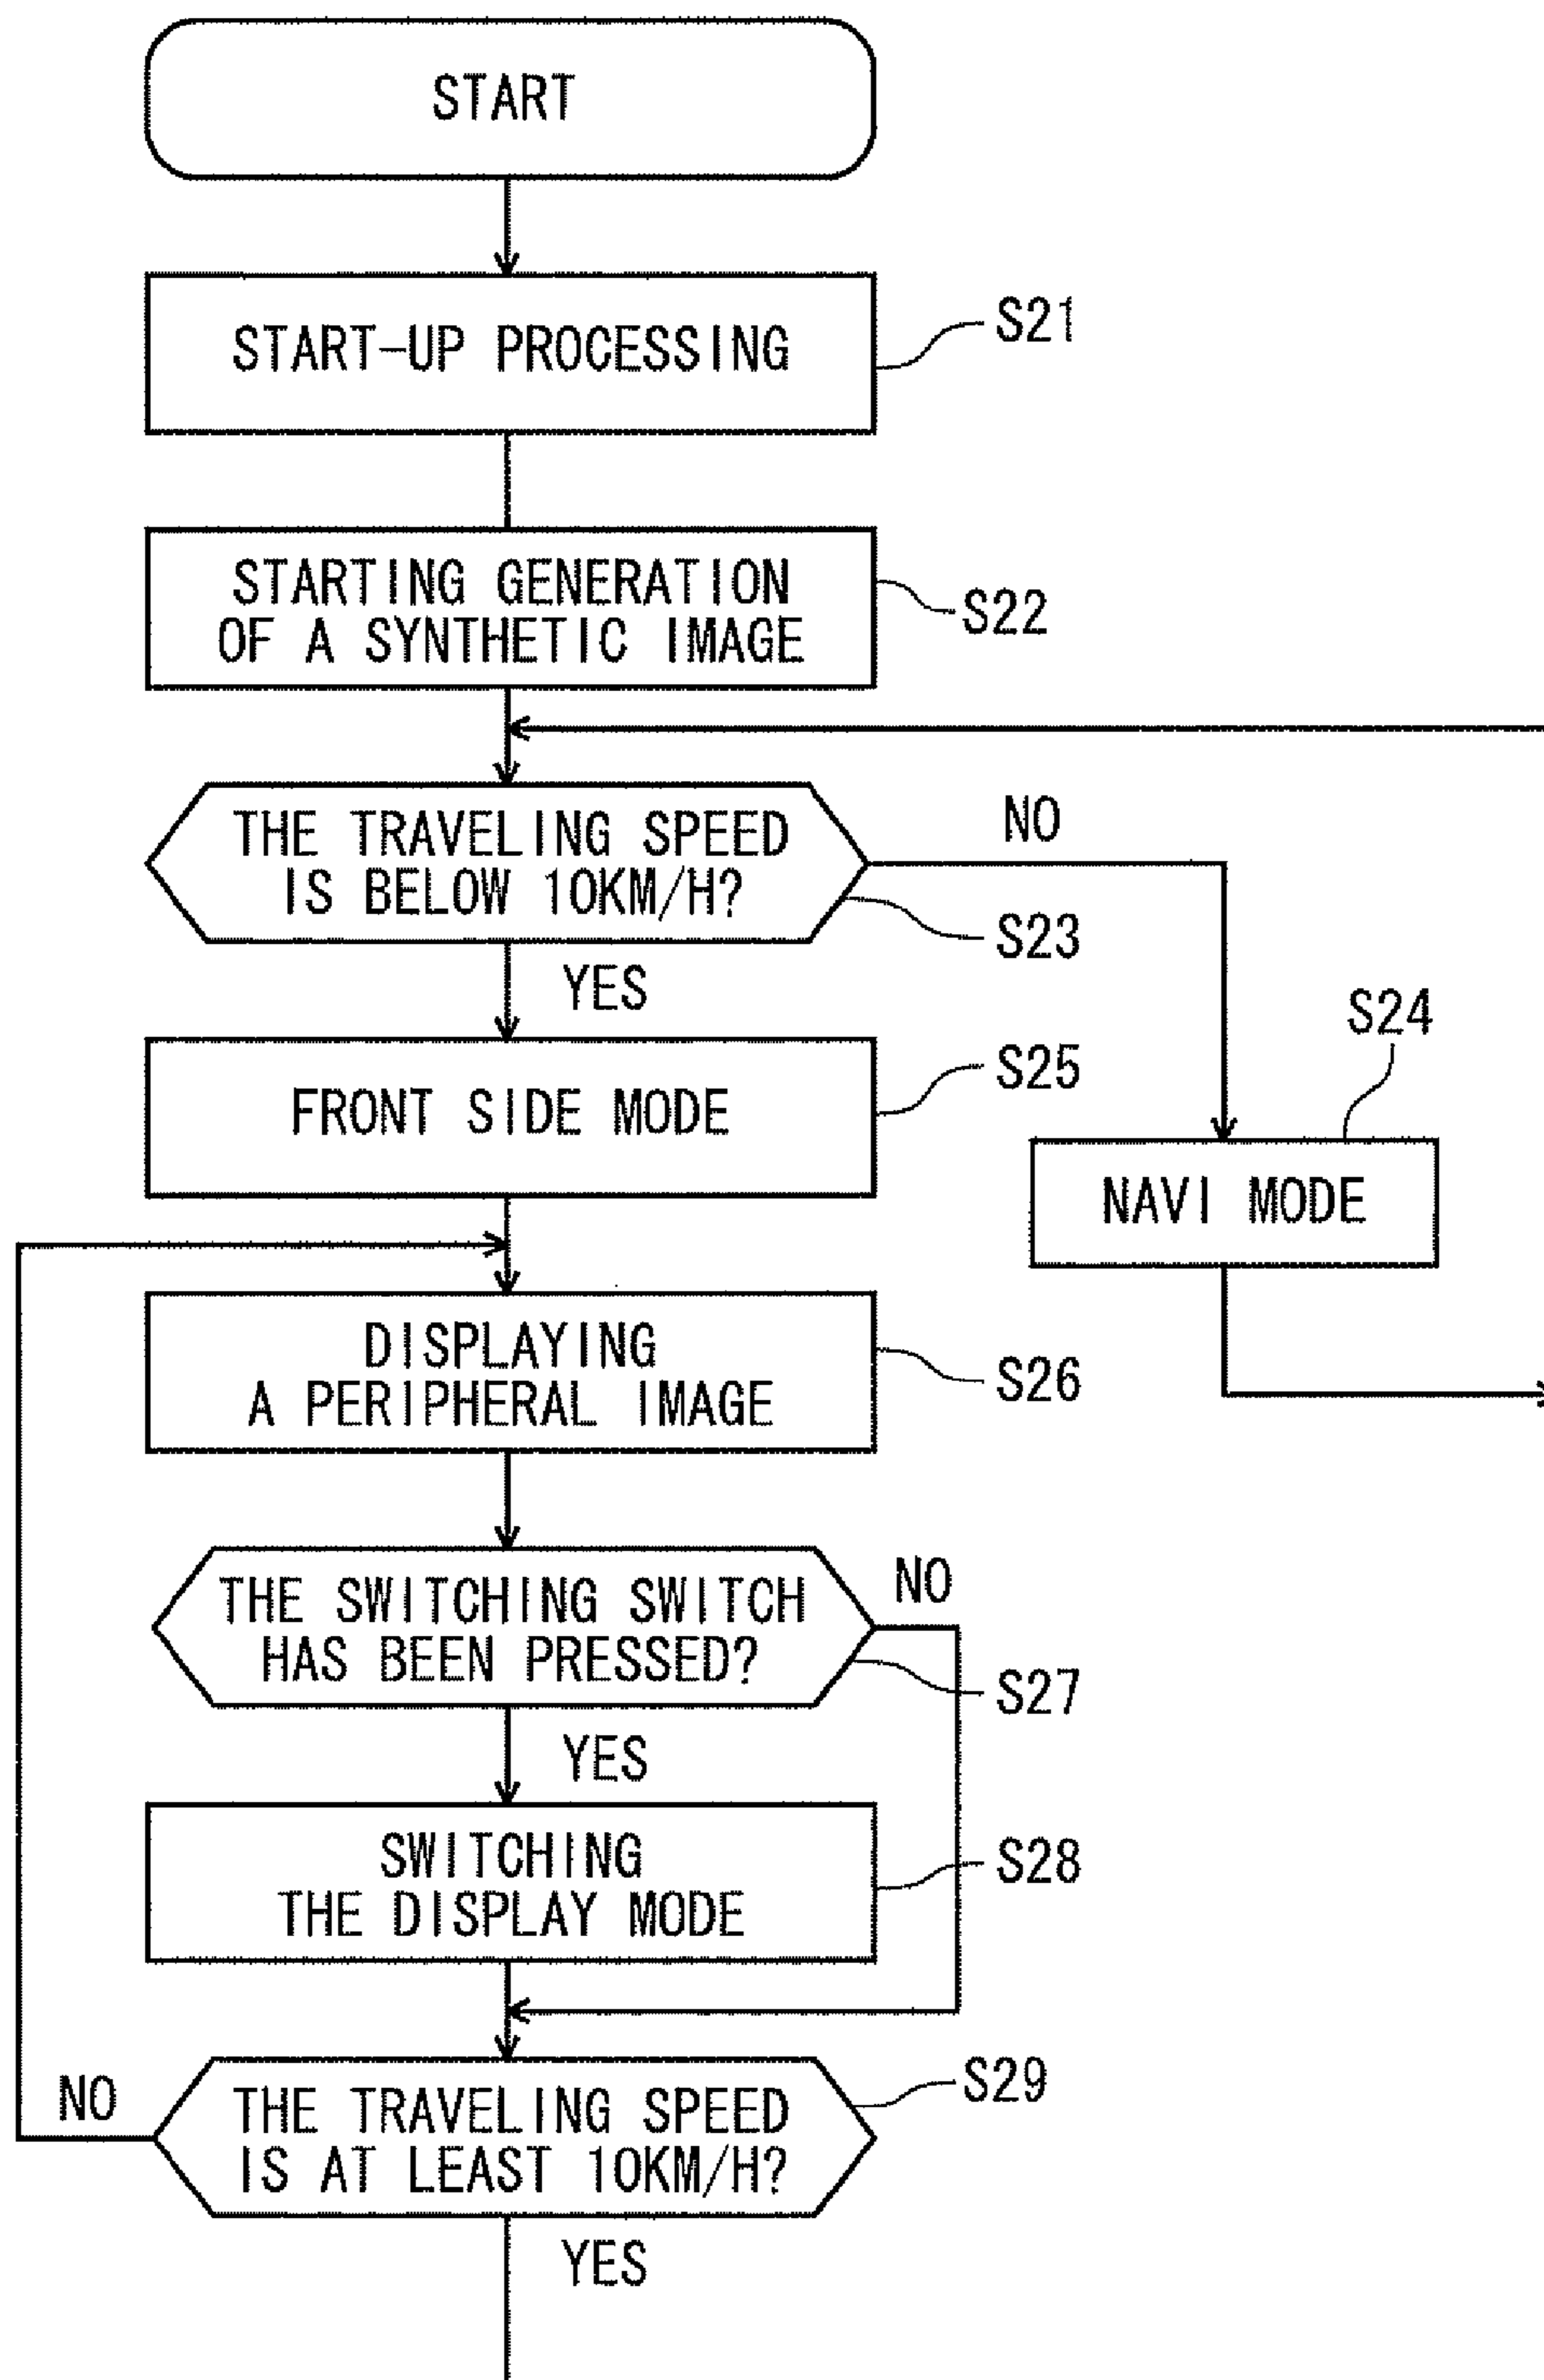 START
START-UP PROCESSING
S21
STARTING GENERATION
OF A SYNTHETIC IMAGE
S22
THE TRAVELING SPEED
IS BELOW 10KM/H?
NO
S23
YES
S24
FRONT SIDE MODE
S25
NAVI MODE
DISPLAYING
A PERIPHERAL IMAGE
S26
THE SWITCHING SWITCH
HAS BEEN PRESSED?
NO
S27
YES
SWITCHING
THE DISPLAY MODE
S28
NO
THE TRAVELING SPEED
IS AT LEAST 10KM/H?
S29
YES